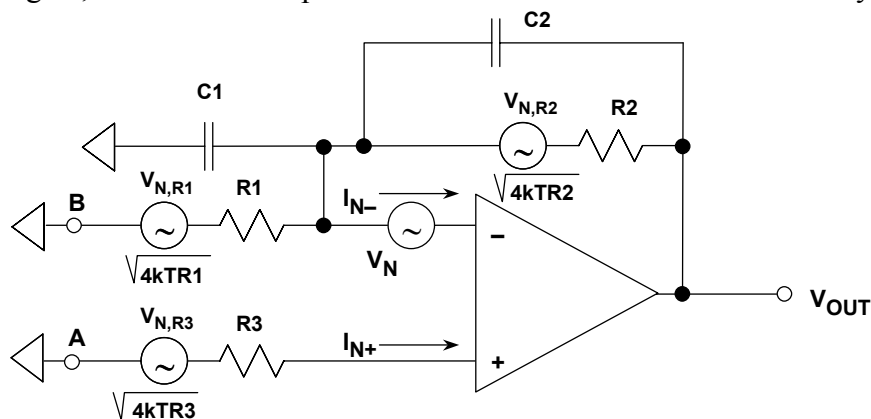 C2
C1
V_N,R2
R2
V_N,R1
R1
B
I_N–
√4kTR2
V_N
–
√4kTR1
V_OUT
V_N,R3
R3
A
I_N+
+
√4kTR3